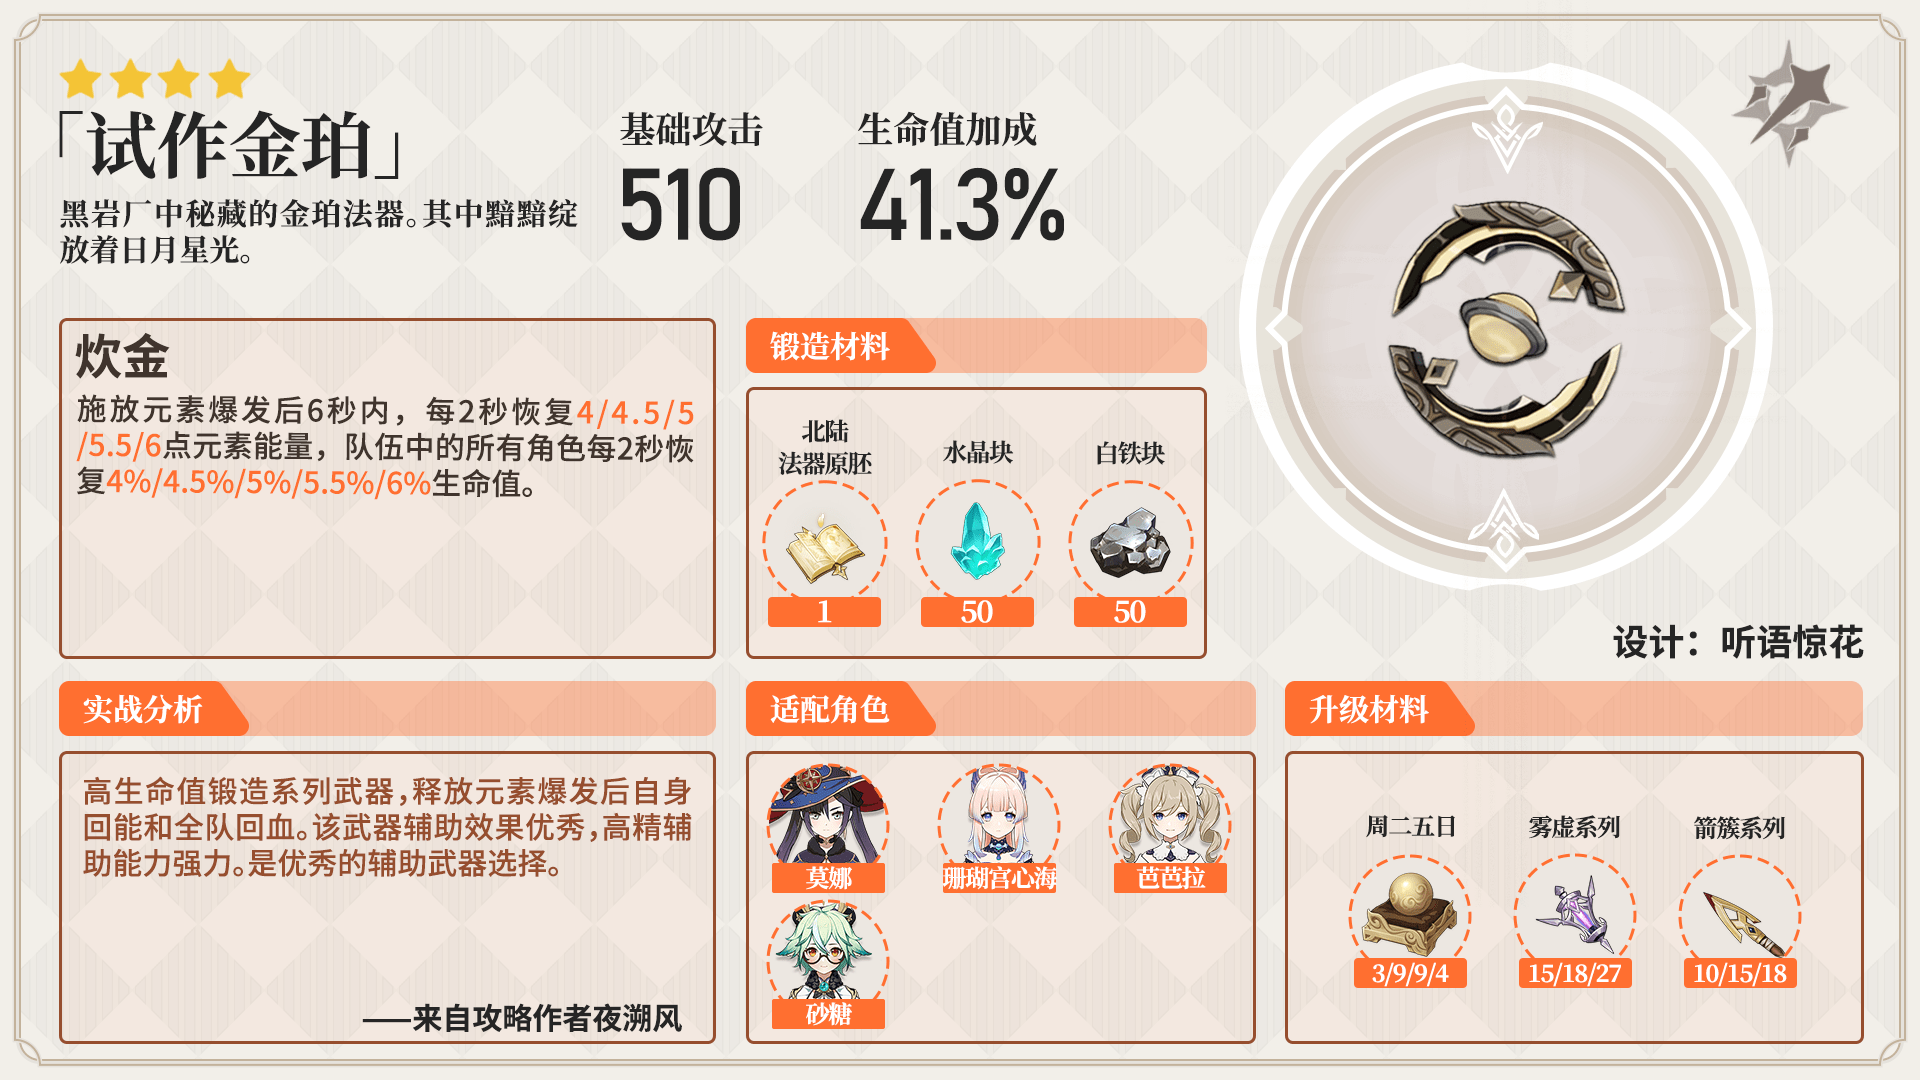 「试作金珀」
黑岩厂中秘藏的金珀法器。其中黯黯绽
放着日月星光。
基础攻击
510
生命值加成
41.3%
炊金
施放元素爆发后6秒内，每2秒恢复4/4.5/5
/5.5/6点元素能量，队伍中的所有角色每2秒恢
复4%/4.5%/5%/5.5%/6%生命值。
锻造材料
北陆
法器原胚
水晶块
白铁块
1
50
50
设计：听语惊花
实战分析
高生命值锻造系列武器，释放元素爆发后自身
回能和全队回血。该武器辅助效果优秀，高精辅
助能力强力。是优秀的辅助武器选择。
——来自攻略作者夜溯风
适配角色
莫娜
珊瑚宫心海
芭芭拉
砂糖
升级材料
周二五日
雾虚系列
箭簇系列
3/9/9/4
15/18/27
10/15/18